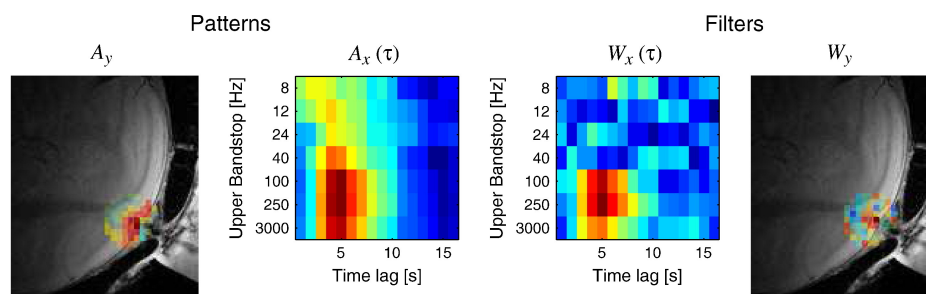 Patterns
Filters
A_y
A_x (τ)
W_x (τ)
W_y
Upper Bandstop [Hz]
8
12
24
40
100
250
3000
5
10
15
Time lag [s]
Upper Bandstop [Hz]
8
12
24
40
100
250
3000
5
10
15
Time lag [s]